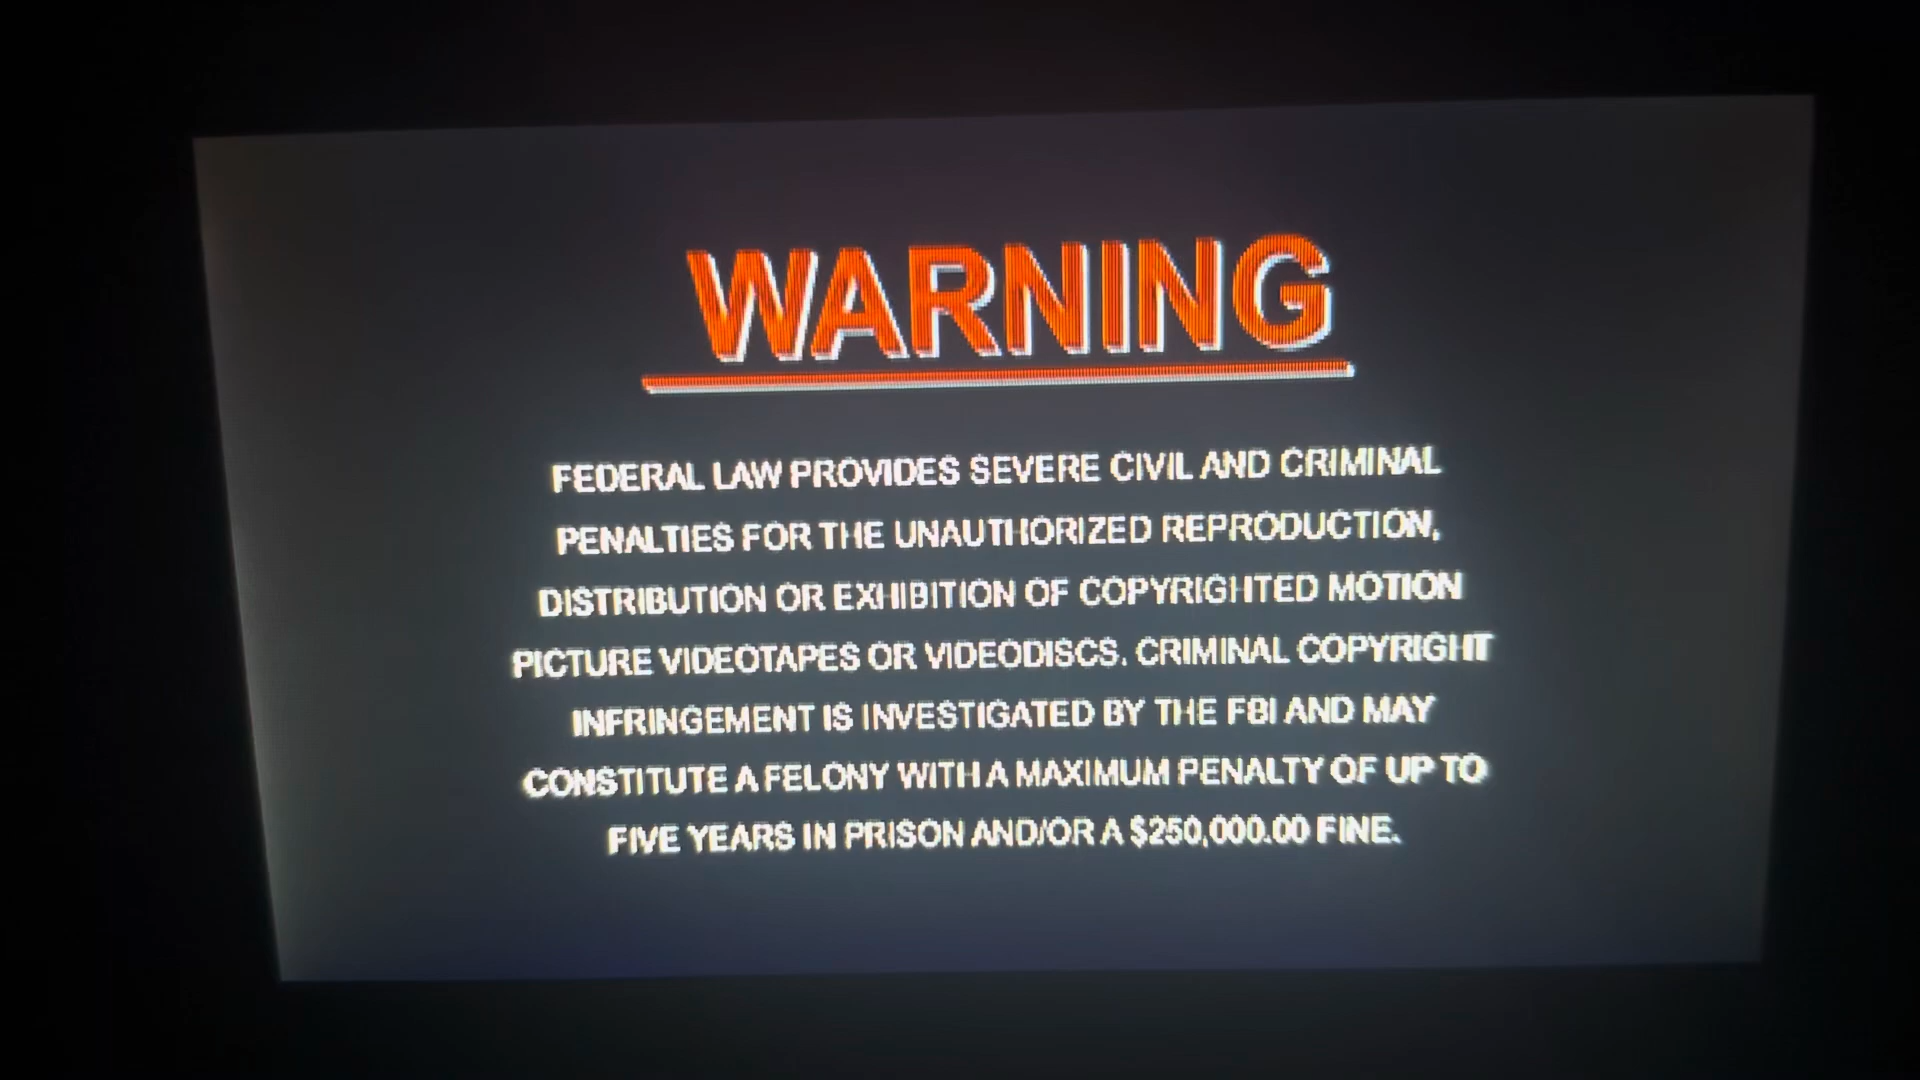 WARNING
FEDERAL LAW PROVIDES SEVERE CIVIL AND CRIMINAL
PENALTIES FOR THE UNAUTHORIZED REPRODUCTION,
DISTRIBUTION OR EXHIBITION OF COPYRIGHTED MOTION
PICTURE VIDEOTAPES OR VIDEODISCS. CRIMINAL COPYRIGHT
INFRINGEMENT IS INVESTIGATED BY THE FBI AND MAY
CONSTITUTE A FELONY WITH A MAXIMUM PENALTY OF UP TO
FIVE YEARS IN PRISON AND/OR A $250,000.00 FINE.